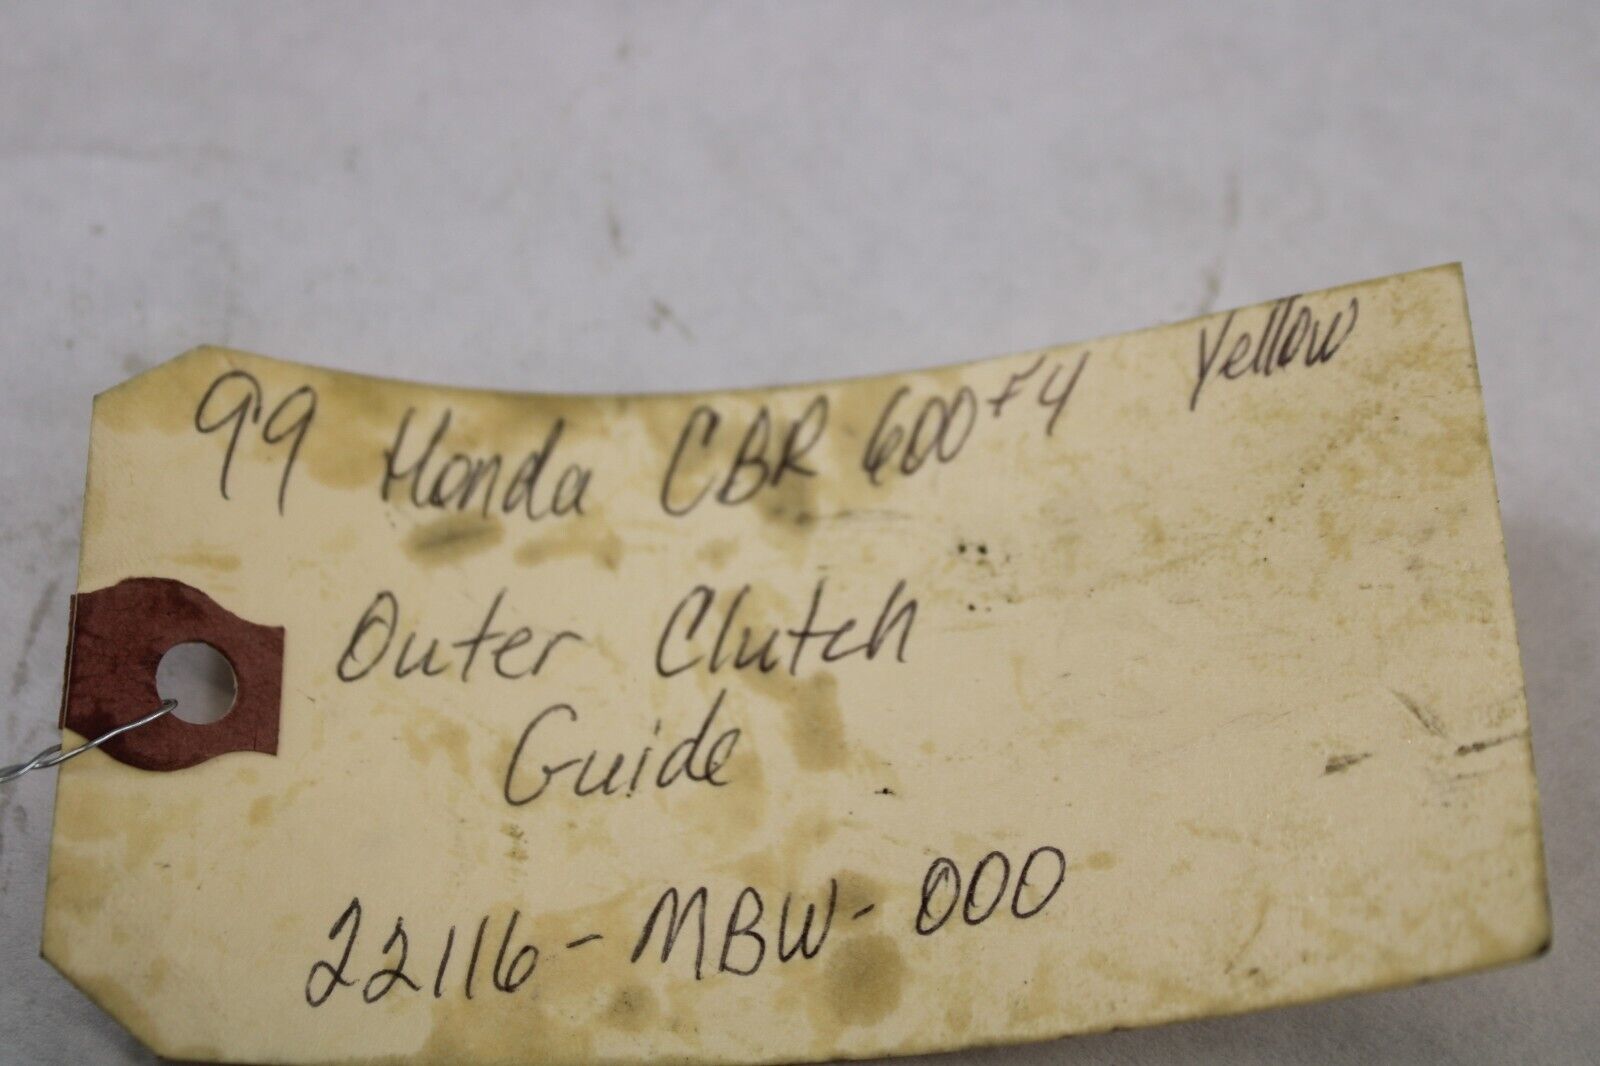 99 Honda CBR 600F4 Yellow
Outer Clutch
Guide
22116-MBW-000